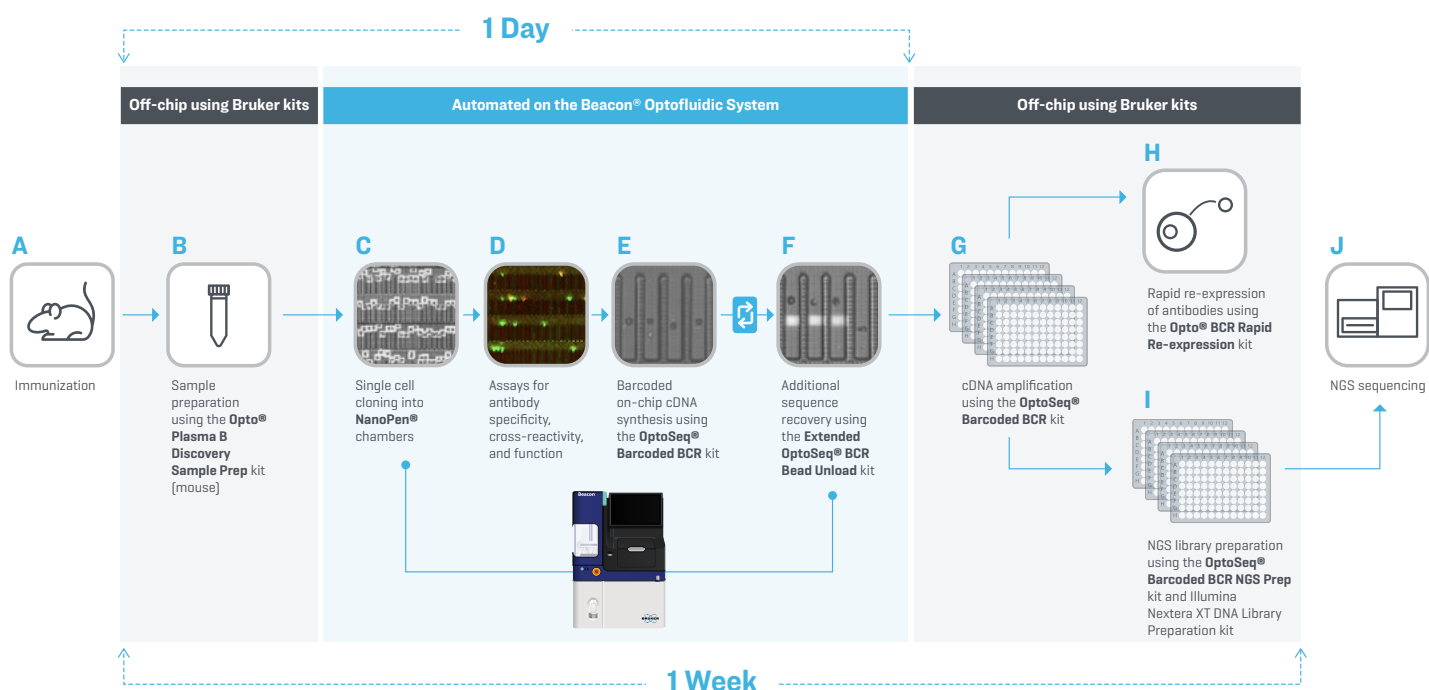 1 Day
Off-chip using Bruker kits
Automated on the Beacon® Optofluidic System
Off-chip using Bruker kits
A
Immunization
B
Sample
preparation
using the Opto®
Plasma B
Discovery
Sample Prep kit
(mouse)
C
Single cell
cloning into
NanoPen®
chambers
D
Assays for
antibody
specificity,
cross-reactivity,
and function
E
Barcoded
on-chip cDNA
synthesis using
the OptoSeq®
Barcoded BCR kit
F
Additional
sequence
recovery using
the Extended
OptoSeq® BCR
Bead Unload kit
Beacon
BRUKER
G
cDNA amplification
using the OptoSeq®
Barcoded BCR kit
H
Rapid re-expression
of antibodies using
the Opto® BCR Rapid
Re-expression kit
I
NGS library preparation
using the OptoSeq®
Barcoded BCR NGS Prep
kit and Illumina
Nextera XT DNA Library
Preparation kit
J
NGS sequencing
1 Week